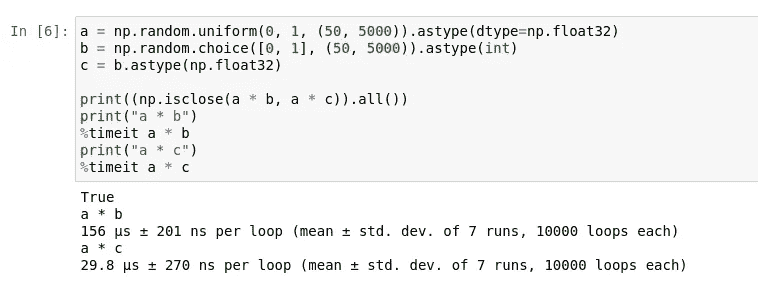 In [6]: a = np.random.uniform(0, 1, (50, 5000)).astype(dtype=np.float32)
b = np.random.choice([0, 1], (50, 5000)).astype(int)
c = b.astype(np.float32)
print((np.isclose(a * b, a * c)).all())
print("a * b")
%timeit a * b
print("a * c")
%timeit a * c
True
a * b
156 µs ± 201 ns per loop (mean ± std. dev. of 7 runs, 10000 loops each)
a * c
29.8 µs ± 270 ns per loop (mean ± std. dev. of 7 runs, 10000 loops each)